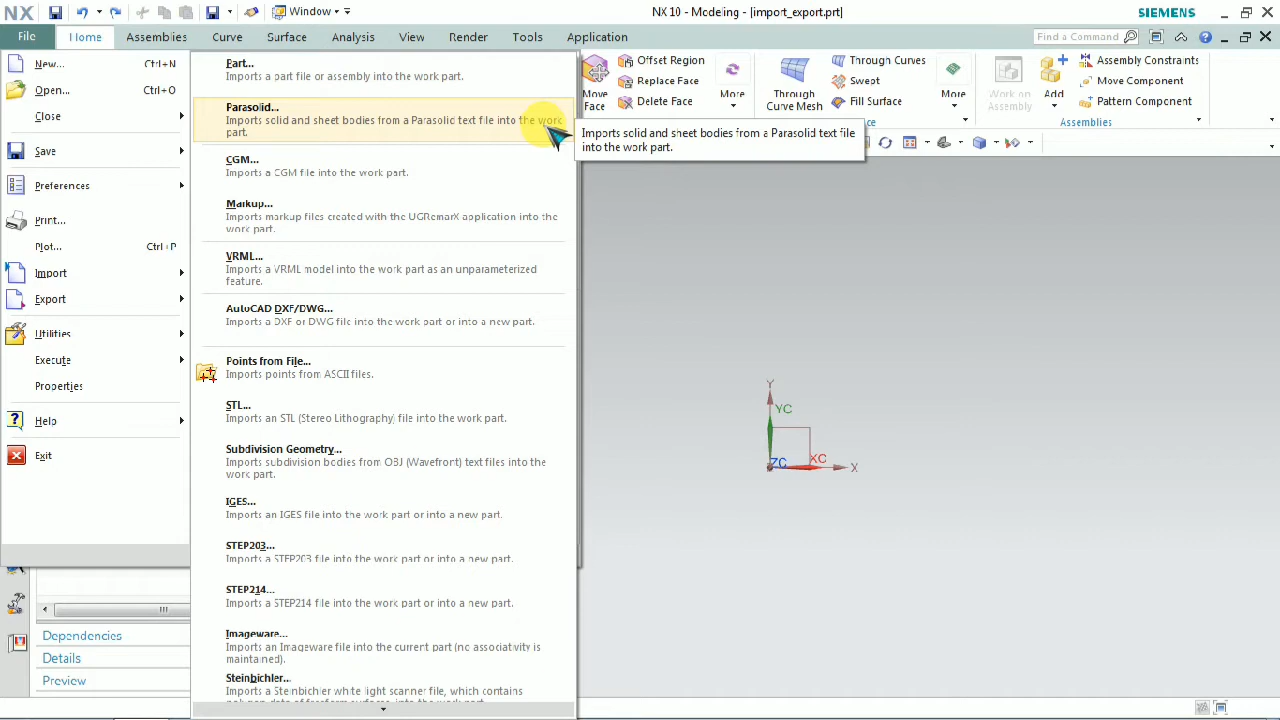 NX
Window
NX 10 - Modeling - [import_export.prt]
SIEMENS
File
Home
Assemblies
Curve
Surface
Analysis
View
Render
Tools
Application
Find a Command
New...
Ctrl+N
Open...
Ctrl+O
Close
Save
Preferences
Print...
Plot...
Ctrl+P
Import
Export
Utilities
Execute
Properties
Help
Exit
Part...
Imports a part file or assembly into the work part.
Parasolid...
Imports solid and sheet bodies from a Parasolid text file into the work
part.
CGM...
Imports a CGM file into the work part.
Markup...
Imports markup files created with the UGRemarX application into the
work part.
VRML...
Imports a VRML model into the work part as an unparameterized
feature.
AutoCAD DXF/DWG...
Imports a DXF or DWG file into the work part or into a new part.
Points from File...
Imports points from ASCII files.
STL...
Imports an STL (Stereo Lithography) file into the work part.
Subdivision Geometry...
Imports subdivision bodies from OBJ (Wavefront) text files into the
work part.
IGES...
Imports an IGES file into the work part or into a new part.
STEP203...
Imports a STEP203 file into the work part or into a new part.
STEP214...
Imports a STEP214 file into the work part or into a new part.
Imageware...
Imports an Imageware file into the current part (no associativity is
maintained).
Steinbichler...
Imports a Steinbichler white light scanner file, which contains
polygon data of freeform surfaces, into the work part.
Move
Face
Offset Region
Replace Face
Delete Face
More
Through
Curve Mesh
Through Curves
Swept
Fill Surface
More
Work on
Assembly
Add
Assembly Constraints
Move Component
Pattern Component
Assemblies
Imports solid and sheet bodies from a Parasolid text file
into the work part.
Y
YC
ZC
XC
X
Dependencies
Details
Preview